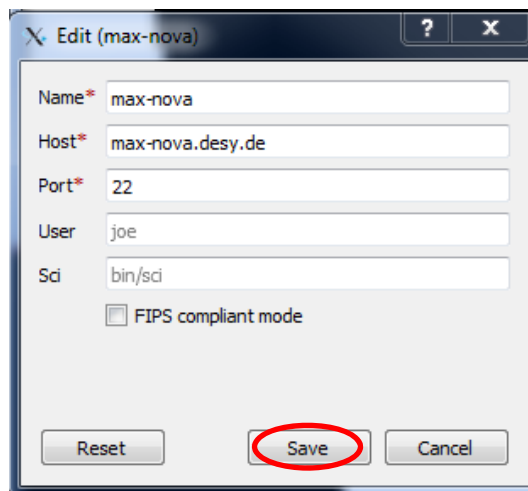 Edit (max-nova)
? x
Name* max-nova
Host* max-nova.desy.de
Port* 22
User joe
Sci bin/sci
FIPS compliant mode
Reset Save Cancel